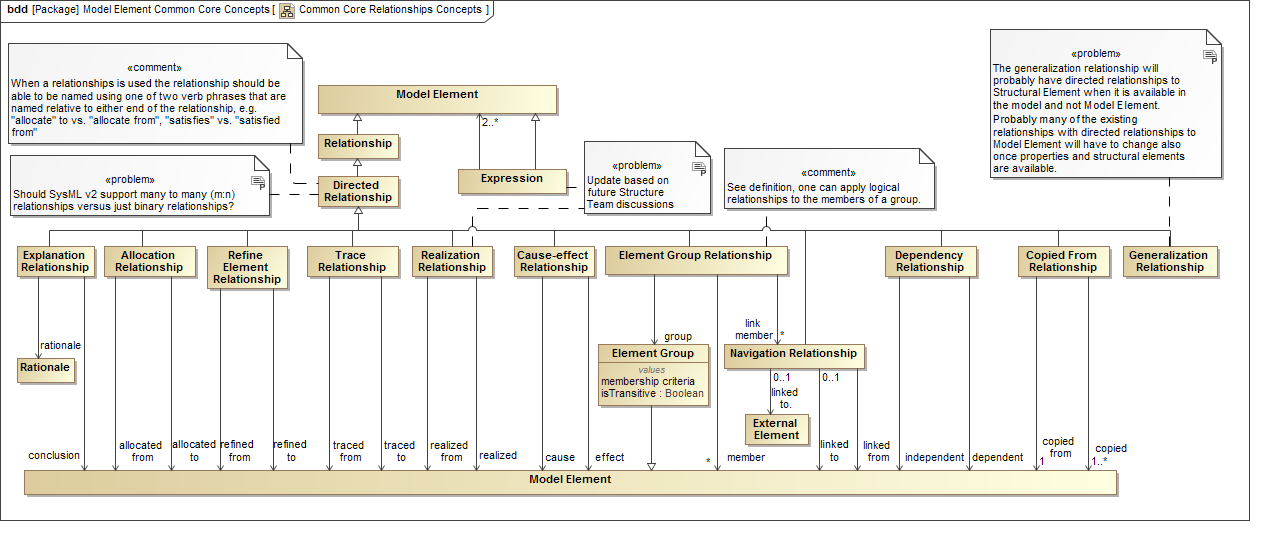 bdd [Package] Model Element Common Core Concepts [ Common Core Relationships Concepts ]
«comment»
When a relationships is used the relationship should be
able to be named using one of two verb phrases that are
named relative to either end of the relationship, e.g.
"allocate" to vs. "allocate from", "satisfies" vs. "satisfied
from"
«problem»
Should SysML v2 support many to many (m:n)
relationships versus just binary relationships?
Model Element
2..*
Relationship
Directed
Relationship
Expression
«problem»
Update based on
future Structure
Team discussions
«comment»
See definition, one can apply logical
relationships to the members of a group.
«problem»
The generalization relationship will
probably have directed relationships to
Structural Element when it is available in
the model and not Model Element.
Probably many of the existing
relationships with directed relationships to
Model Element will have to change also
once properties and structural elements
are available.
Explanation
Relationship
Allocation
Relationship
Refine
Element
Relationship
Trace
Relationship
Realization
Relationship
Cause-effect
Relationship
Element Group Relationship
Dependency
Relationship
Copied From
Relationship
Generalization
Relationship
rationale
Rationale
group
Element Group
values
membership criteria
isTransitive : Boolean
link
member
*
Navigation Relationship
0..1
0..1
linked
to.
External
Element
conclusion
allocated
from
allocated
to
refined
from
refined
to
traced
from
traced
to
realized
from
realized
cause
effect
*
member
linked
to
linked
from
independent
dependent
copied
from
1
copied
1..*
Model Element